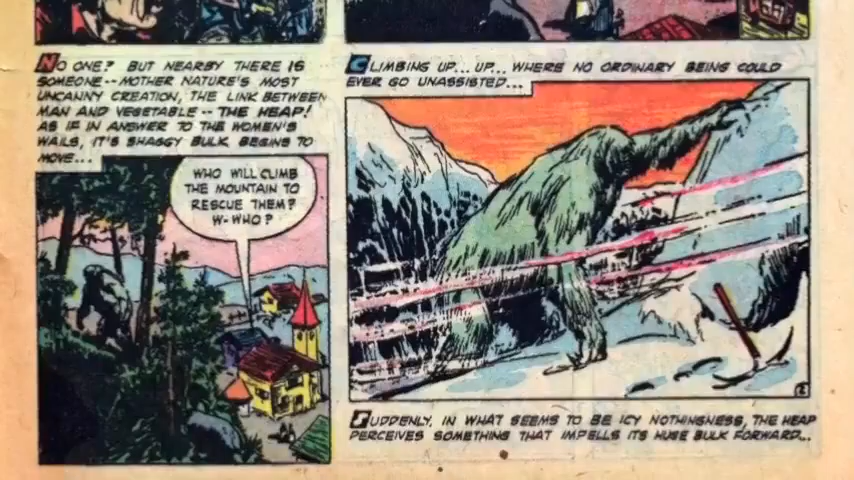 NO ONE? BUT NEARBY THERE IS
SOMEONE--MOTHER NATURE'S MOST
UNCANNY CREATION, THE LINK BETWEEN
MAN AND VEGETABLE -- THE HEAP!
AS IF IN ANSWER TO THE WOMEN'S
WAILS, IT'S SHAGGY BULK BEGINS TO
MOVE...
WHO WILL CLIMB
THE MOUNTAIN TO
RESCUE THEM?
W-WHO?
CLIMBING UP... UP... WHERE NO ORDINARY BEING COULD
EVER GO UNASSISTED...
2
SUDDENLY, IN WHAT SEEMS TO BE ICY NOTHINGNESS, THE HEAP
PERCEIVES SOMETHING THAT IMPELLS ITS HUGE BULK FORWARD...